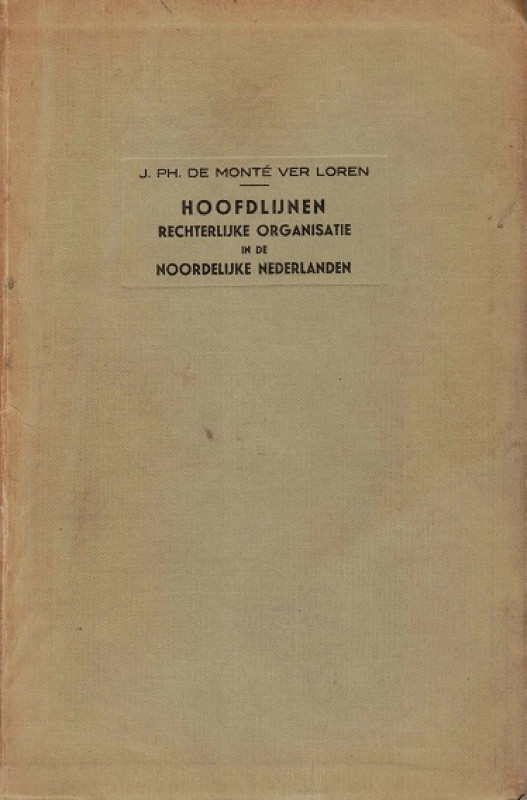 J. PH. DE MONTÉ VER LOREN
HOOFDLIJNEN
RECHTERLIJKE ORGANISATIE
IN DE
NOORDELIJKE NEDERLANDEN